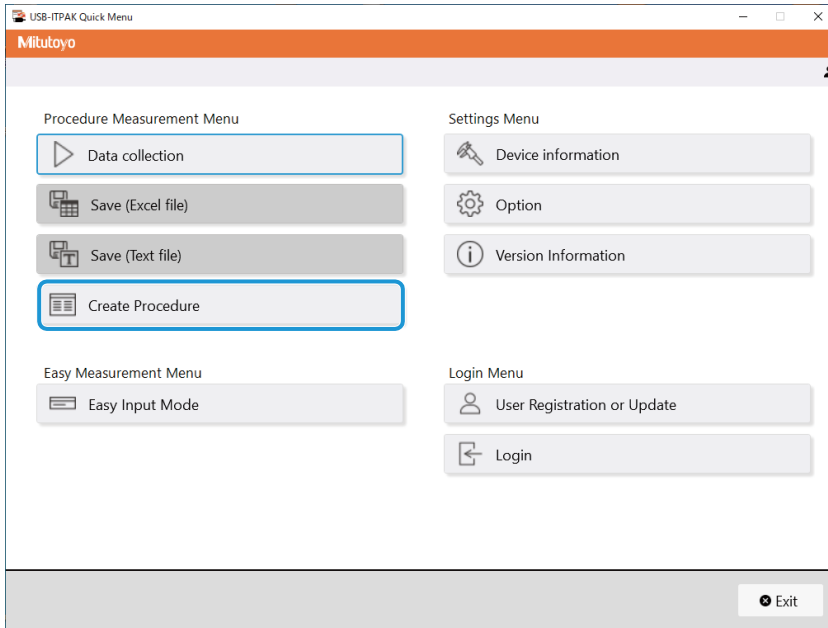 USB-ITPAK Quick Menu
Mitutoyo
Procedure Measurement Menu
Data collection
Save (Excel file)
Save (Text file)
Create Procedure
Easy Measurement Menu
Easy Input Mode
Settings Menu
Device information
Option
Version Information
Login Menu
User Registration or Update
Login
Exit